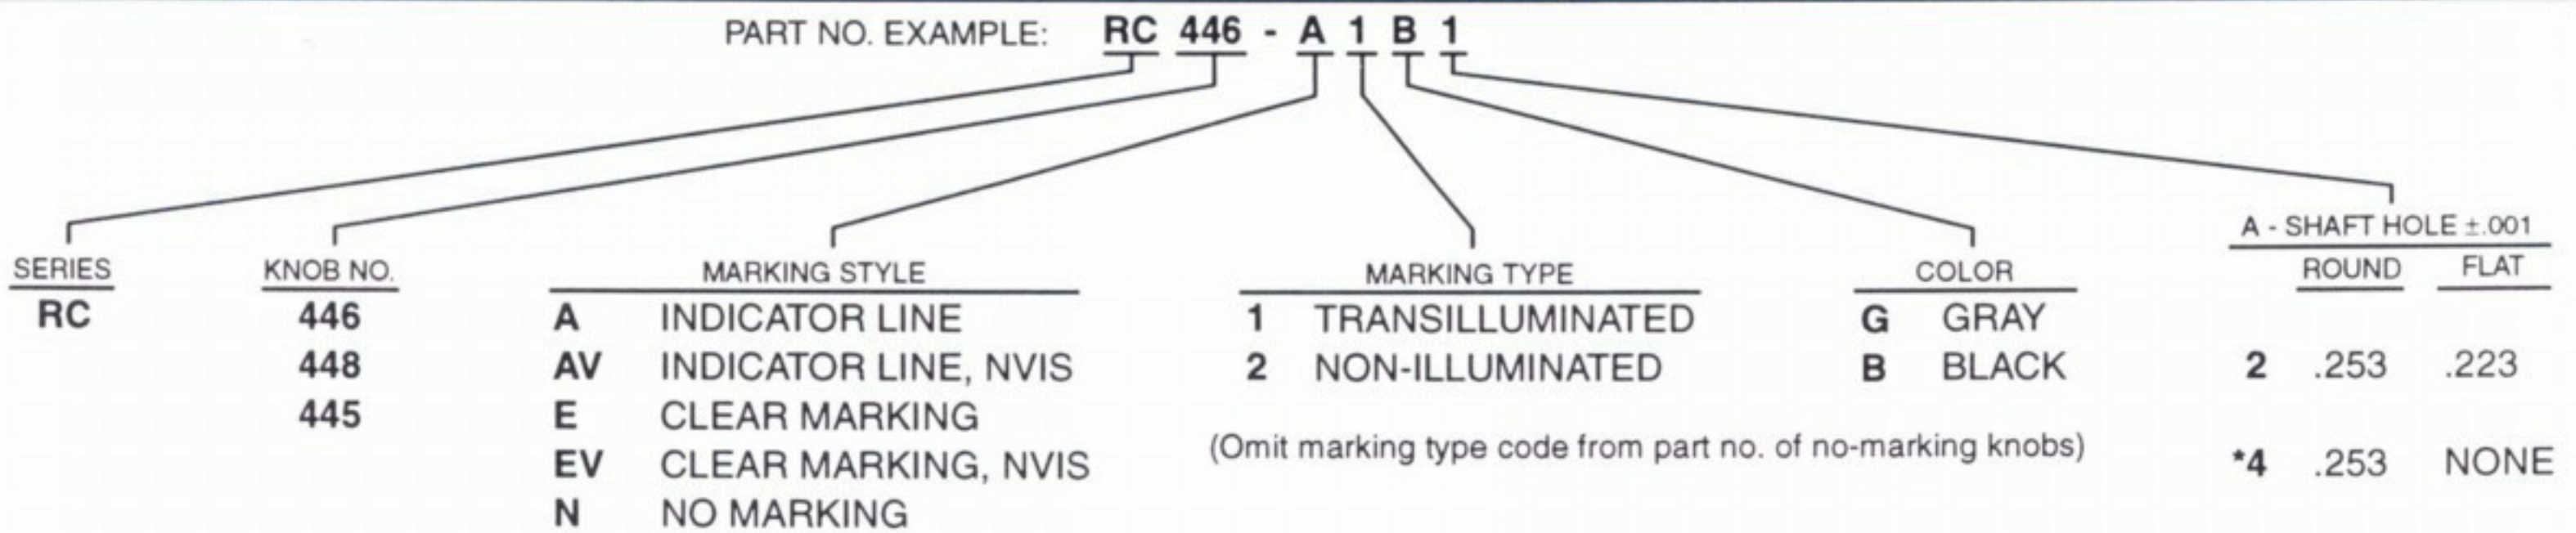 PART NO. EXAMPLE: RC 446 - A 1 B 1
SERIES
RC
KNOB NO.
446
448
445
MARKING STYLE
A INDICATOR LINE
AV INDICATOR LINE, NVIS
E CLEAR MARKING
EV CLEAR MARKING, NVIS
N NO MARKING
MARKING TYPE
1 TRANSILLUMINATED
2 NON-ILLUMINATED
COLOR
G GRAY
B BLACK
(Omit marking type code from part no. of no-marking knobs)
A - SHAFT HOLE ±.001
ROUND FLAT
2 .253 .223
*4 .253 NONE